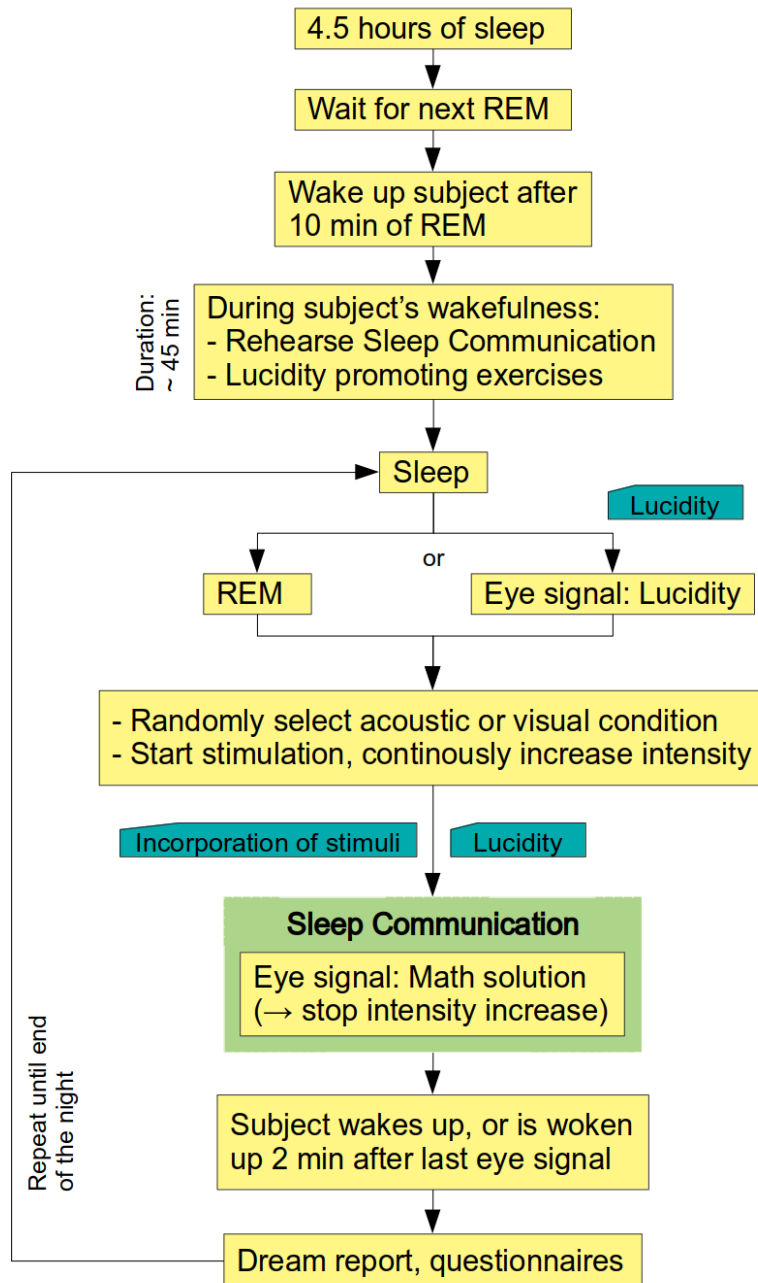 4.5 hours of sleep
Wait for next REM
Wake up subject after
10 min of REM
Duration:
~ 45 min
During subject's wakefulness:
- Rehearse Sleep Communication
- Lucidity promoting exercises
Sleep
Lucidity
or
REM
Eye signal: Lucidity
- Randomly select acoustic or visual condition
- Start stimulation, continously increase intensity
Incorporation of stimuli
Lucidity
Sleep Communication
Eye signal: Math solution
(→ stop intensity increase)
Repeat until end
of the night
Subject wakes up, or is woken
up 2 min after last eye signal
Dream report, questionnaires